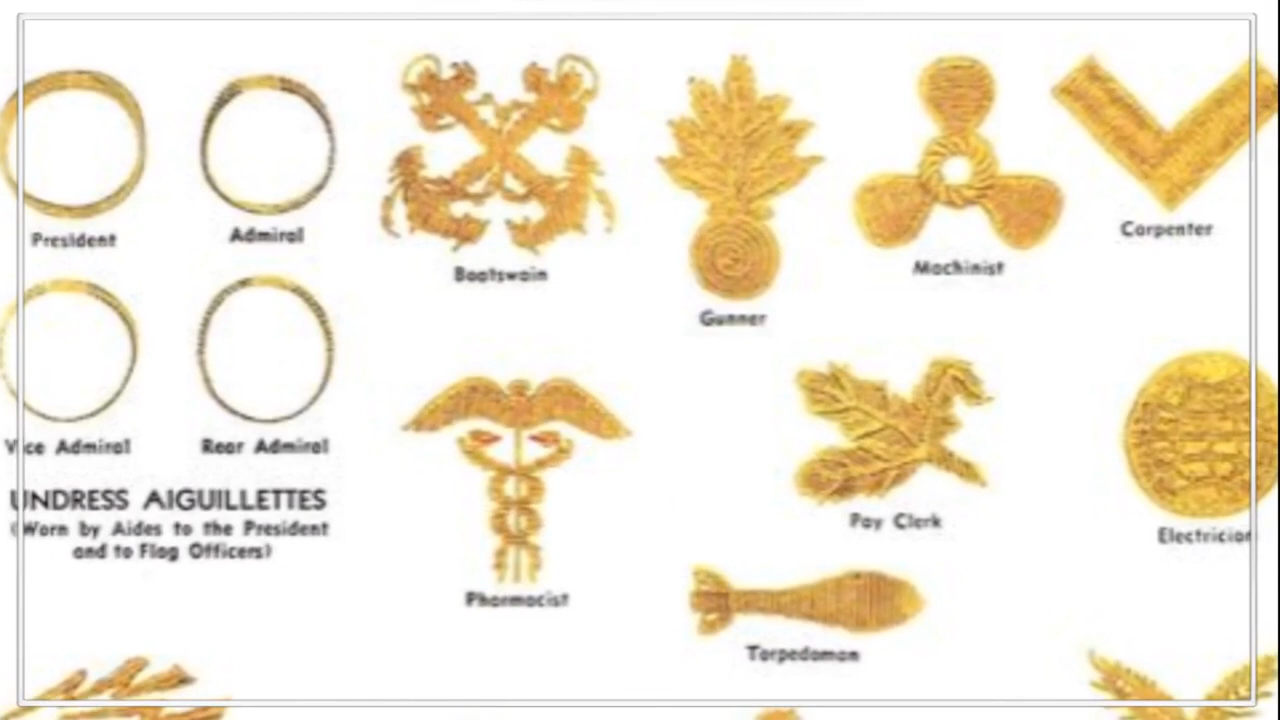 President
Admiral
Boatswain
Gunner
Machinist
Carpenter
Vice Admiral
Rear Admiral
UNDRESS AIGUILLETTES
(Worn by Aides to the President
and to Flag Officers)
Pharmacist
Pay Clerk
Electrician
Torpedoman